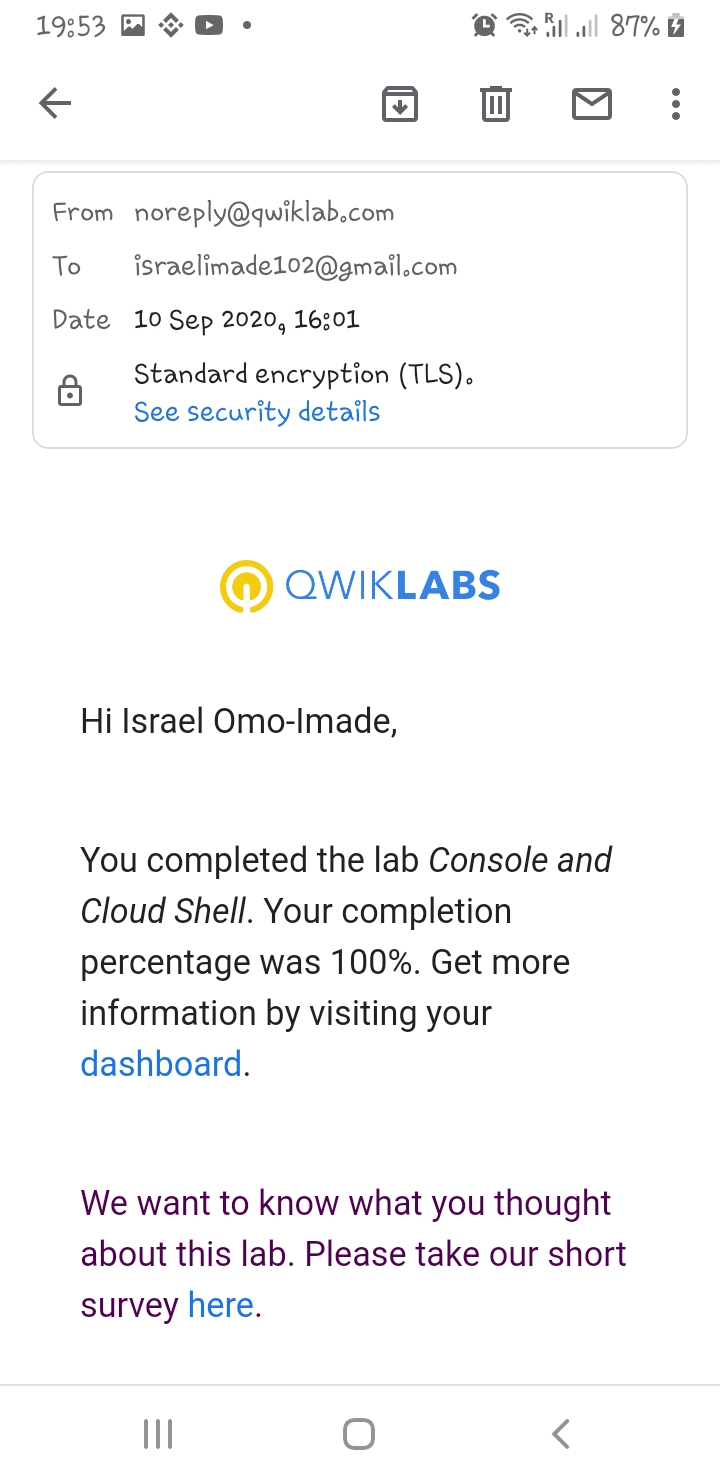 19:53 87%
From noreply@qwiklab.com
To israelimade102@gmail.com
Date 10 Sep 2020, 16:01
Standard encryption (TLS).
See security details
QWIKLABS
Hi Israel Omo-Imade,
You completed the lab Console and
Cloud Shell. Your completion
percentage was 100%. Get more
information by visiting your
dashboard.
We want to know what you thought
about this lab. Please take our short
survey here.